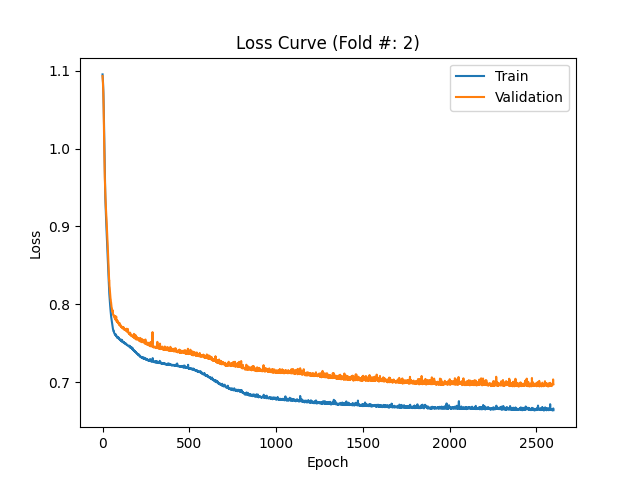 Loss Curve (Fold #: 2)
1.1
1.0
0.9
0.8
0.7
Loss
Train
Validation
0 500 1000 1500 2000 2500
Epoch